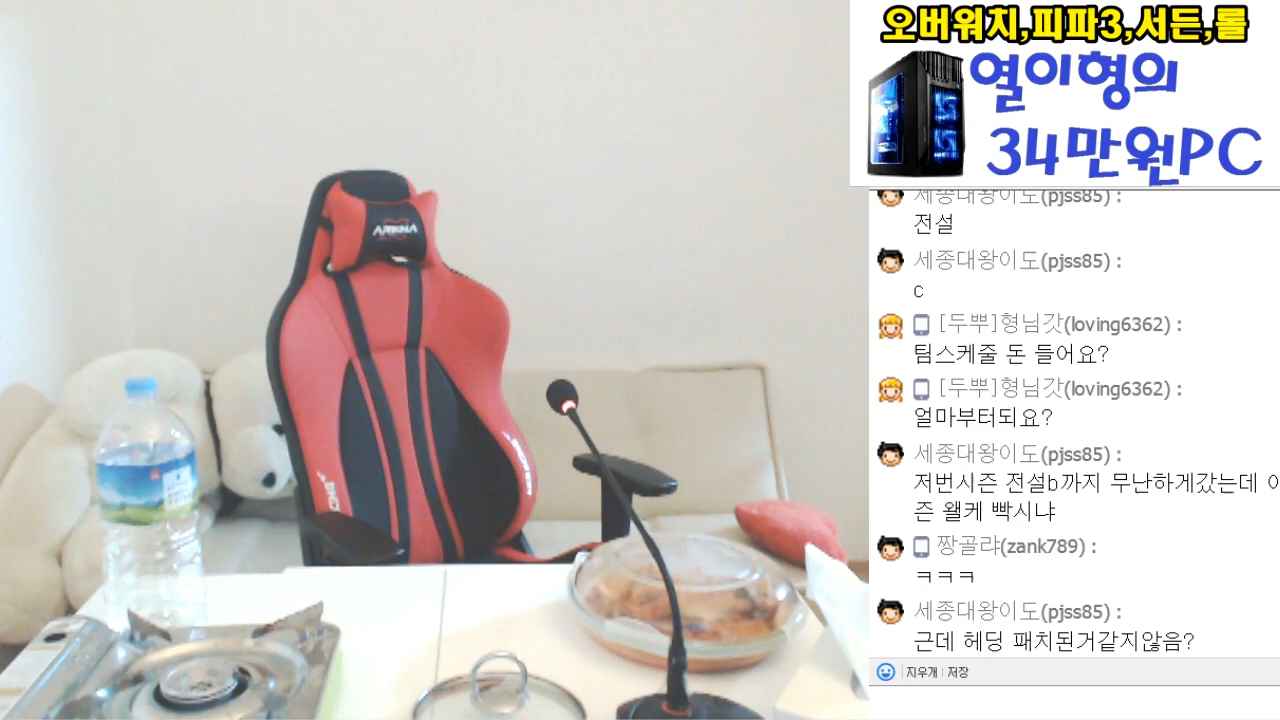 오버워치,피파3,서든,롤
열이형의
34만원PC
세종대왕이도(pjss85) :
전설
세종대왕이도(pjss85) :
c
[두뿌]형님갓(loving6362) :
팀스케줄 돈 들어요?
[두뿌]형님갓(loving6362) :
얼마부터되요?
세종대왕이도(pjss85) :
저번시즌 전설b까지 무난하게갔는데 이
즌 왤케 빡시냐
짱골랴(zank789) :
ㅋㅋㅋ
세종대왕이도(pjss85) :
근데 헤딩 패치된거같지않음?
지우개 | 저장
ARENA